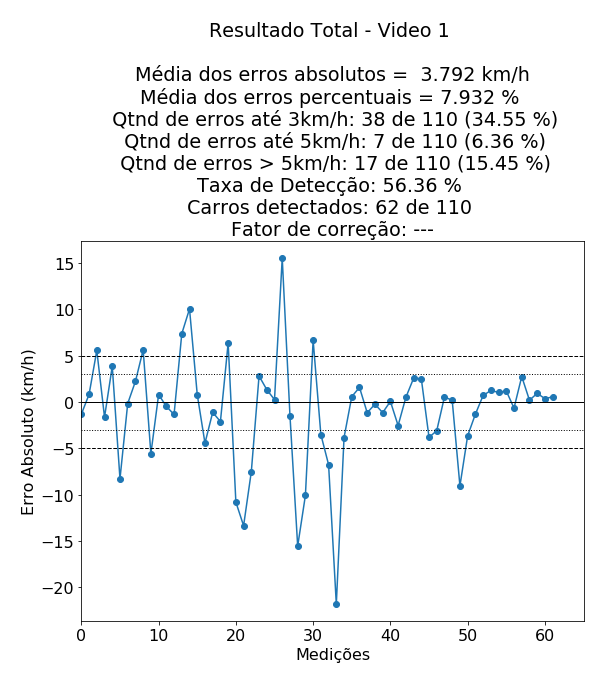 Resultado Total - Video 1
Média dos erros absolutos =  3.792 km/h
Média dos erros percentuais = 7.932 %
Qtnd de erros até 3km/h: 38 de 110 (34.55 %)
Qtnd de erros até 5km/h: 7 de 110 (6.36 %)
Qtnd de erros > 5km/h: 17 de 110 (15.45 %)
Taxa de Detecção: 56.36 %
Carros detectados: 62 de 110
Fator de correção: ---
15
10
5
0
−5
−10
−15
−20
Erro Absoluto (km/h)
0 10 20 30 40 50 60
Medições